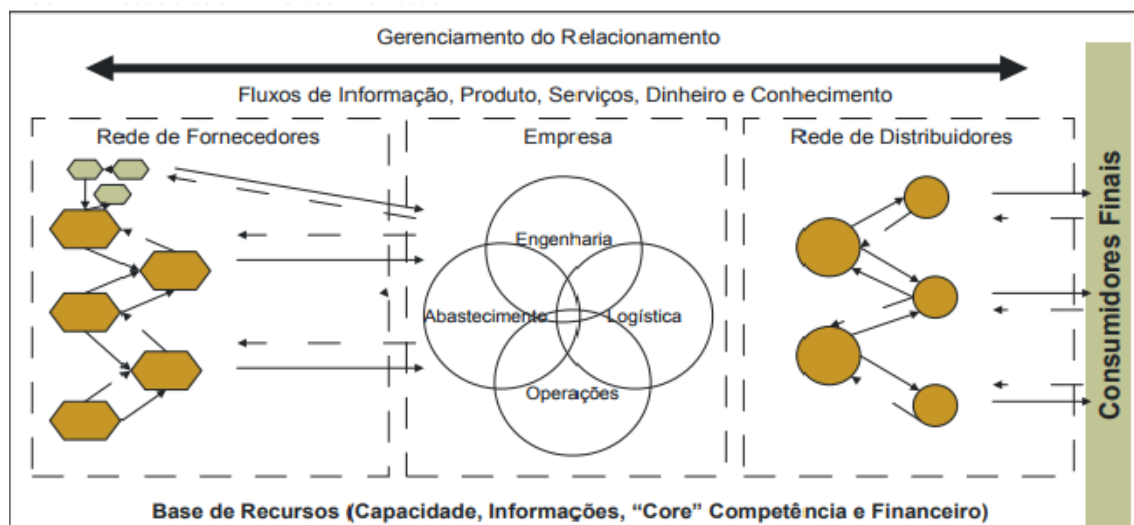 Gerenciamento do Relacionamento
Fluxos de Informação, Produto, Serviços, Dinheiro e Conhecimento
Rede de Fornecedores
Empresa
Rede de Distribuidores
Engenharia
Abastecimento
Logística
Operações
Consumidores Finais
Base de Recursos (Capacidade, Informações, “Core” Competência e Financeiro)